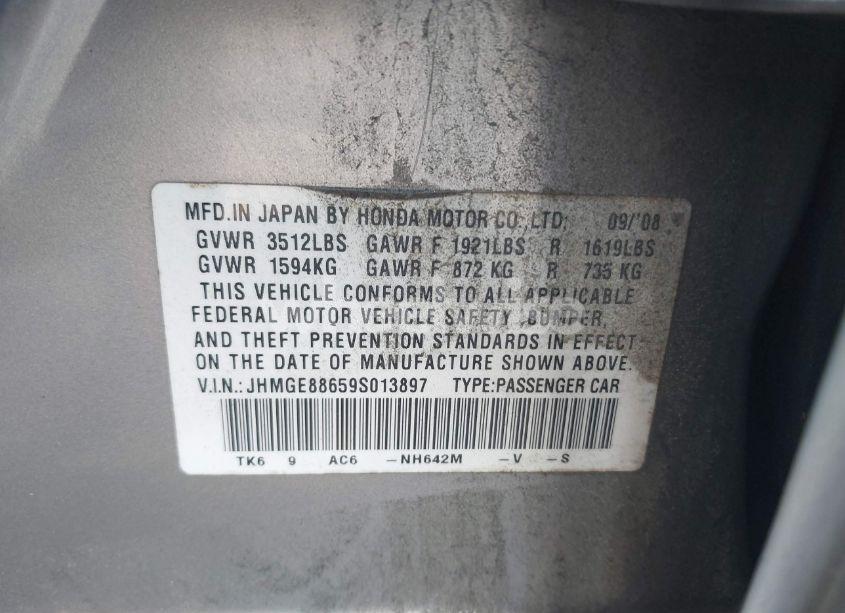 MFD.IN JAPAN BY HONDA MOTOR CO.,LTD; 09/'08
GVWR 3512LBS GAWR F 1921LBS R 1619LBS
GVWR 1594KG GAWR F 872 KG R 735 KG
THIS VEHICLE CONFORMS TO ALL APPLICABLE
FEDERAL MOTOR VEHICLE SAFETY ,BUMPER,
AND THEFT PREVENTION STANDARDS IN EFFECT
ON THE DATE OF MANUFACTURE SHOWN ABOVE.
V.I.N.:JHMGE88659S013897 TYPE:PASSENGER CAR
TK6 9 AC6 -NH642M -V -S